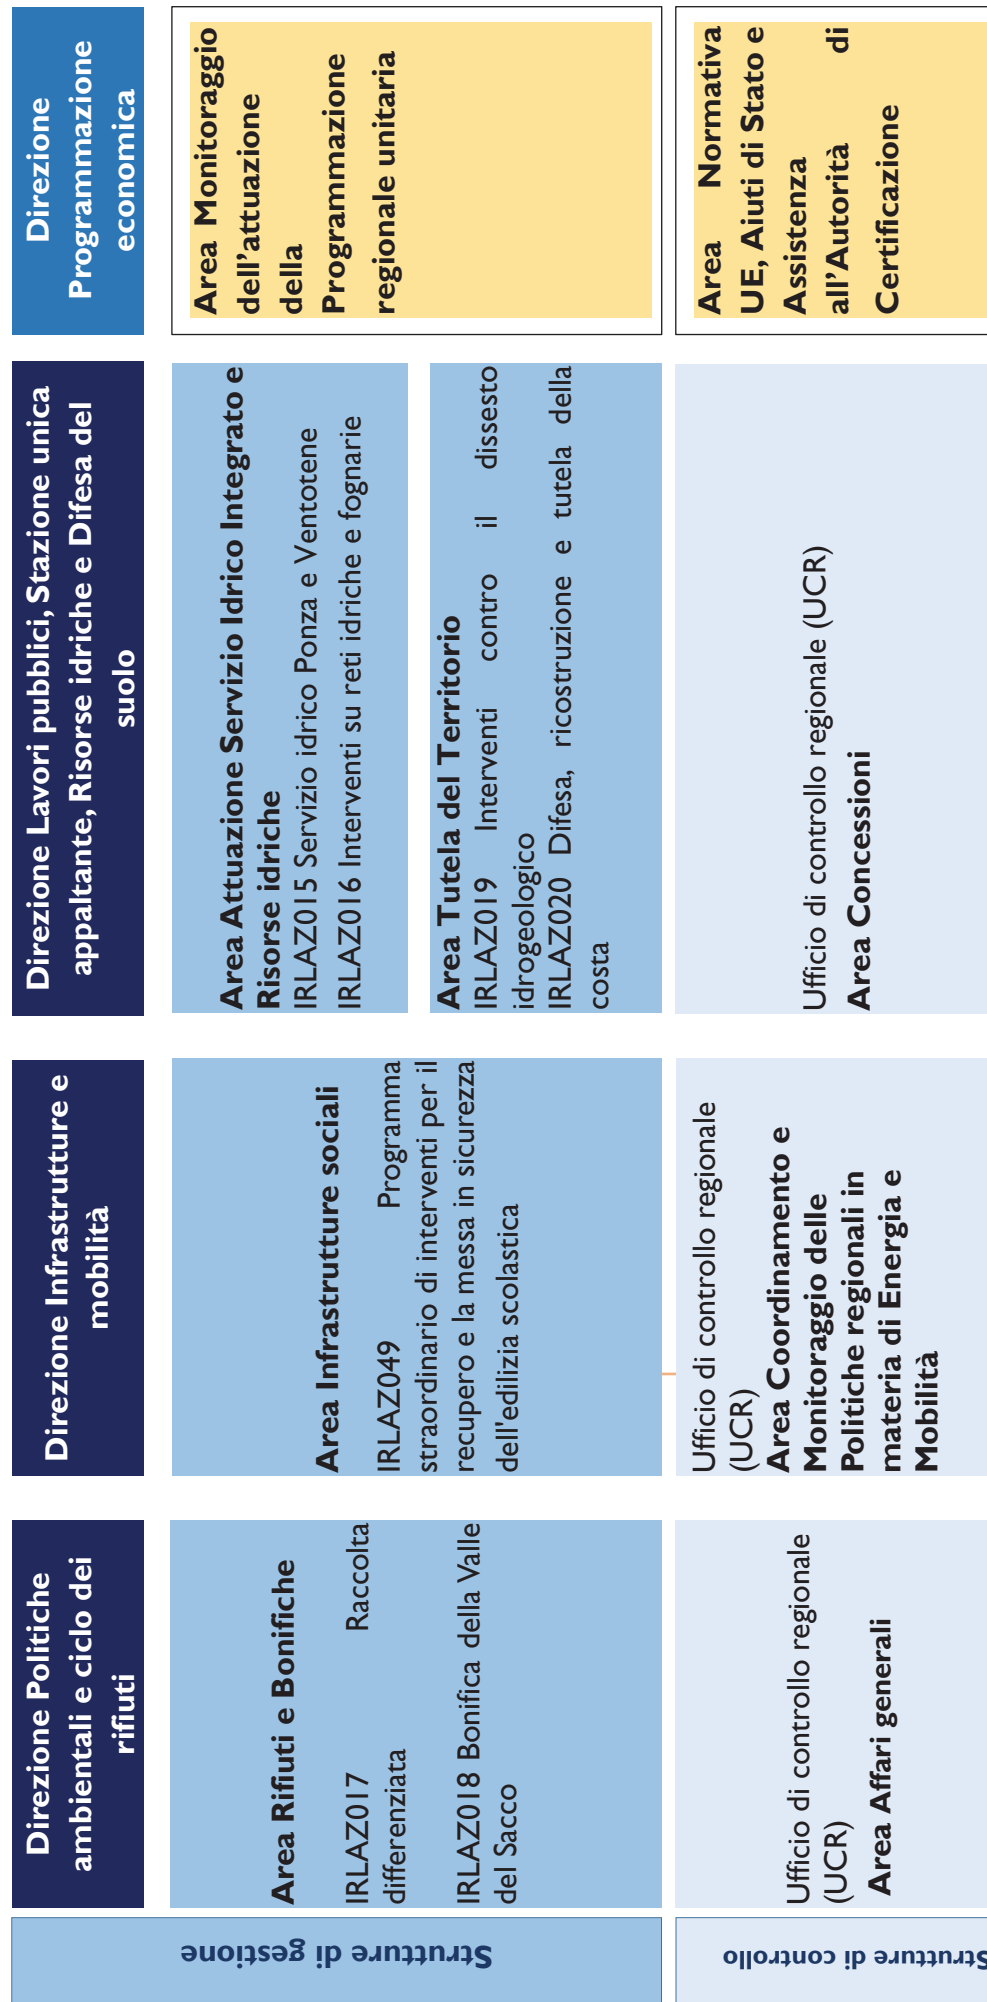 Direzione Politiche
ambientali e ciclo dei
rifiuti
Direzione Infrastrutture e
mobilità
Direzione Lavori pubblici, Stazione unica
appaltante, Risorse idriche e Difesa del
suolo
Direzione
Programmazione
economica
Strutture di gestione
Area Rifiuti e Bonifiche
IRLAZ017 Raccolta
differenziata
IRLAZ018 Bonifica della Valle
del Sacco
Area Infrastrutture sociali
IRLAZ049 Programma
straordinario di interventi per il
recupero e la messa in sicurezza
dell'edilizia scolastica
Area Attuazione Servizio Idrico Integrato e
Risorse idriche
IRLAZ015 Servizio idrico Ponza e Ventotene
IRLAZ016 Interventi su reti idriche e fognarie
Area Tutela del Territorio
IRLAZ019 Interventi contro il dissesto
idrogeologico
IRLAZ020 Difesa, ricostruzione e tutela della
costa
Area Monitoraggio
dell'attuazione
della
Programmazione
regionale unitaria
Strutture di controllo
Ufficio di controllo regionale
(UCR)
Area Affari generali
Ufficio di controllo regionale
(UCR)
Area Coordinamento e
Monitoraggio delle
Politiche regionali in
materia di Energia e
Mobilità
Ufficio di controllo regionale (UCR)
Area Concessioni
Area Normativa
UE, Aiuti di Stato e
Assistenza
all'Autorità di
Certificazione